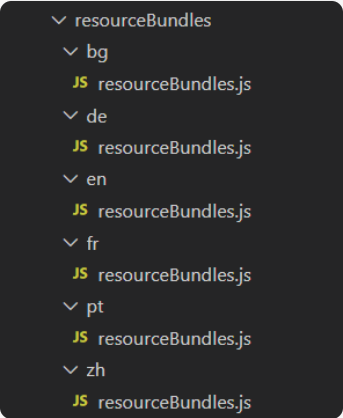 resourceBundles
bg
JS resourceBundles.js
de
JS resourceBundles.js
en
JS resourceBundles.js
fr
JS resourceBundles.js
pt
JS resourceBundles.js
zh
JS resourceBundles.js